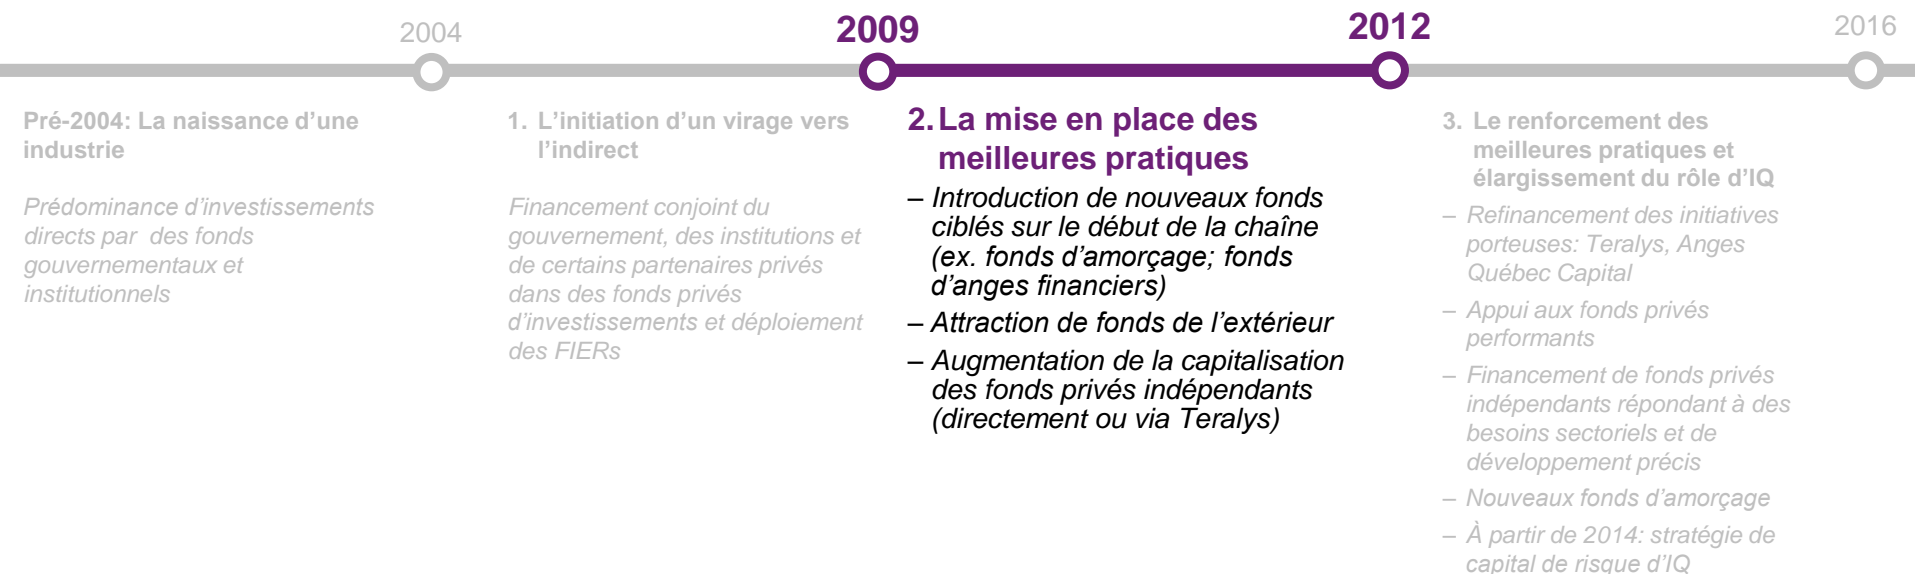 2004
2009
2012
2016
Pré-2004: La naissance d’une
industrie
Prédominance d’investissements
directs par des fonds
gouvernementaux et
institutionnels
1. L’initiation d’un virage vers
l’indirect
Financement conjoint du
gouvernement, des institutions et
de certains partenaires privés
dans des fonds privés
d’investissements et déploiement
des FIERs
2. La mise en place des
meilleures pratiques
– Introduction de nouveaux fonds
ciblés sur le début de la chaîne
(ex. fonds d’amorçage; fonds
d’anges financiers)
– Attraction de fonds de l’extérieur
– Augmentation de la capitalisation
des fonds privés indépendants
(directement ou via Teralys)
3. Le renforcement des
meilleures pratiques et
élargissement du rôle d’IQ
– Refinancement des initiatives
porteuses: Teralys, Anges
Québec Capital
– Appui aux fonds privés
performants
– Financement de fonds privés
indépendants répondant à des
besoins sectoriels et de
développement précis
– Nouveaux fonds d’amorçage
– À partir de 2014: stratégie de
capital de risque d’IQ